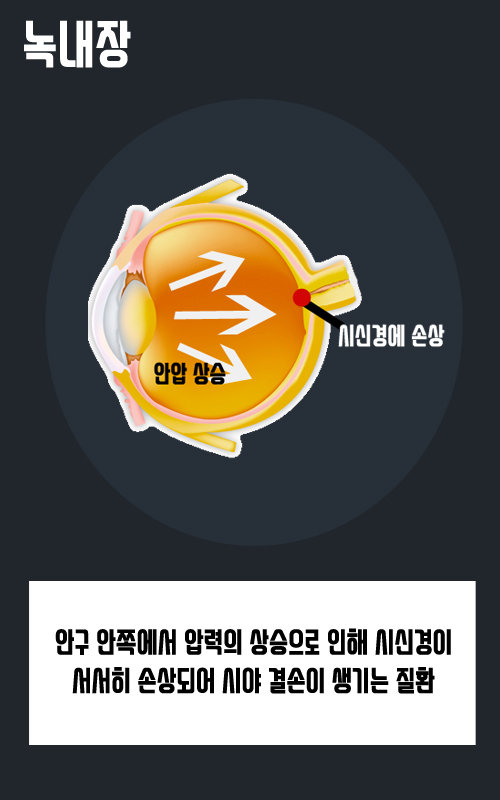 녹내장
시신경에 손상
안압 상승
안구 안쪽에서 압력의 상승으로 인해 시신경이
서서히 손상되어 시야 결손이 생기는 질환